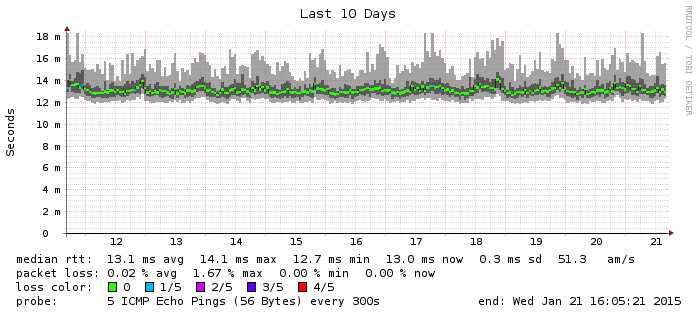 Last 10 Days
RRDTOOL / TOBI OETIKER
Seconds
18 m
16 m
14 m
12 m
10 m
8 m
6 m
4 m
2 m
0
12 13 14 15 16 17 18 19 20 21
median rtt: 13.1 ms avg 14.1 ms max 12.7 ms min 13.0 ms now 0.3 ms sd 51.3 am/s
packet loss: 0.02 % avg 1.67 % max 0.00 % min 0.00 % now
loss color: 0 1/5 2/5 3/5 4/5
probe: 5 ICMP Echo Pings (56 Bytes) every 300s end: Wed Jan 21 16:05:21 2015